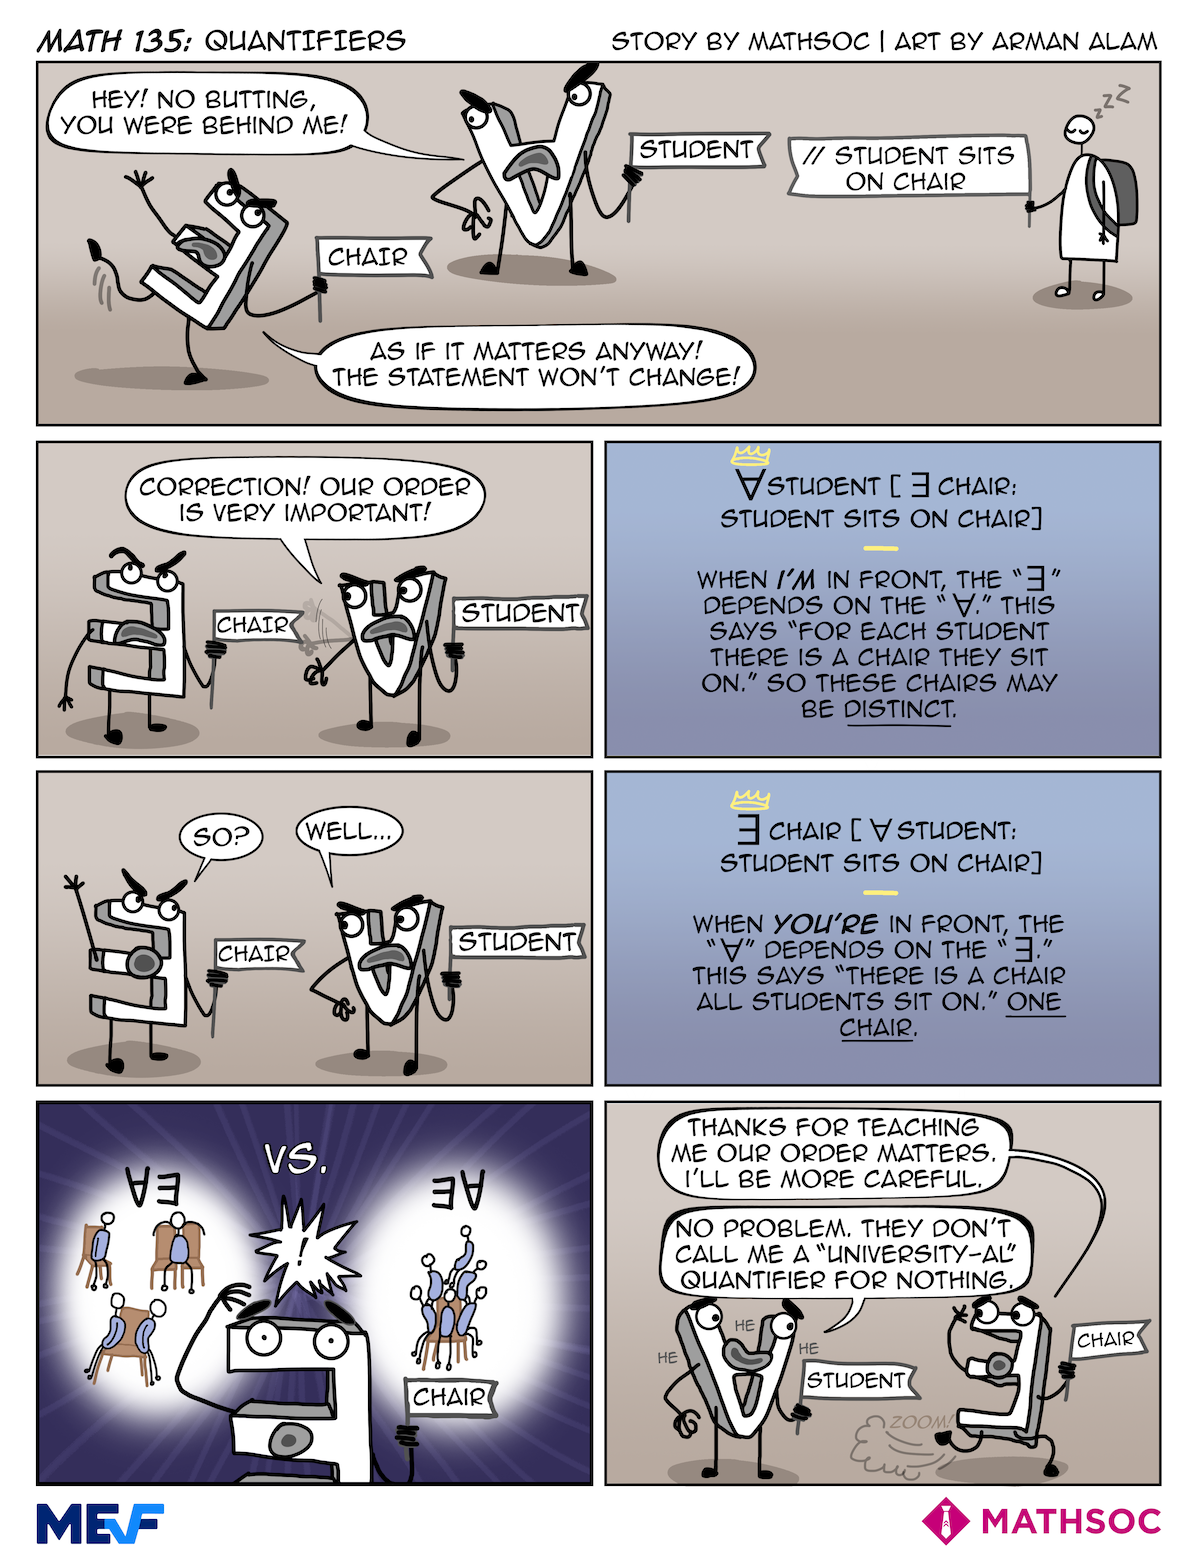 MATH 135: QUANTIFIERS
STORY BY MATHSOC | ART BY ARMAN ALAM
HEY! NO BUTTING,
YOU WERE BEHIND ME!
STUDENT
// STUDENT SITS
ON CHAIR
zzZZ
CHAIR
AS IF IT MATTERS ANYWAY!
THE STATEMENT WON'T CHANGE!
CORRECTION! OUR ORDER
IS VERY IMPORTANT!
CHAIR
STUDENT
∀ STUDENT [ ∃ CHAIR:
STUDENT SITS ON CHAIR]
WHEN I'M IN FRONT, THE "∃"
DEPENDS ON THE "∀." THIS
SAYS "FOR EACH STUDENT
THERE IS A CHAIR THEY SIT
ON." SO THESE CHAIRS MAY
BE DISTINCT.
SO?
WELL...
CHAIR
STUDENT
∃ CHAIR [ ∀ STUDENT:
STUDENT SITS ON CHAIR]
WHEN YOU'RE IN FRONT, THE
"∀" DEPENDS ON THE "∃."
THIS SAYS "THERE IS A CHAIR
ALL STUDENTS SIT ON." ONE
CHAIR.
VS.
∀∃
∃∀
!
CHAIR
THANKS FOR TEACHING
ME OUR ORDER MATTERS.
I'LL BE MORE CAREFUL.
NO PROBLEM. THEY DON'T
CALL ME A "UNIVERSITY-AL"
QUANTIFIER FOR NOTHING.
HE
HE
HE
CHAIR
STUDENT
ZOOM!
MEF
MATHSOC